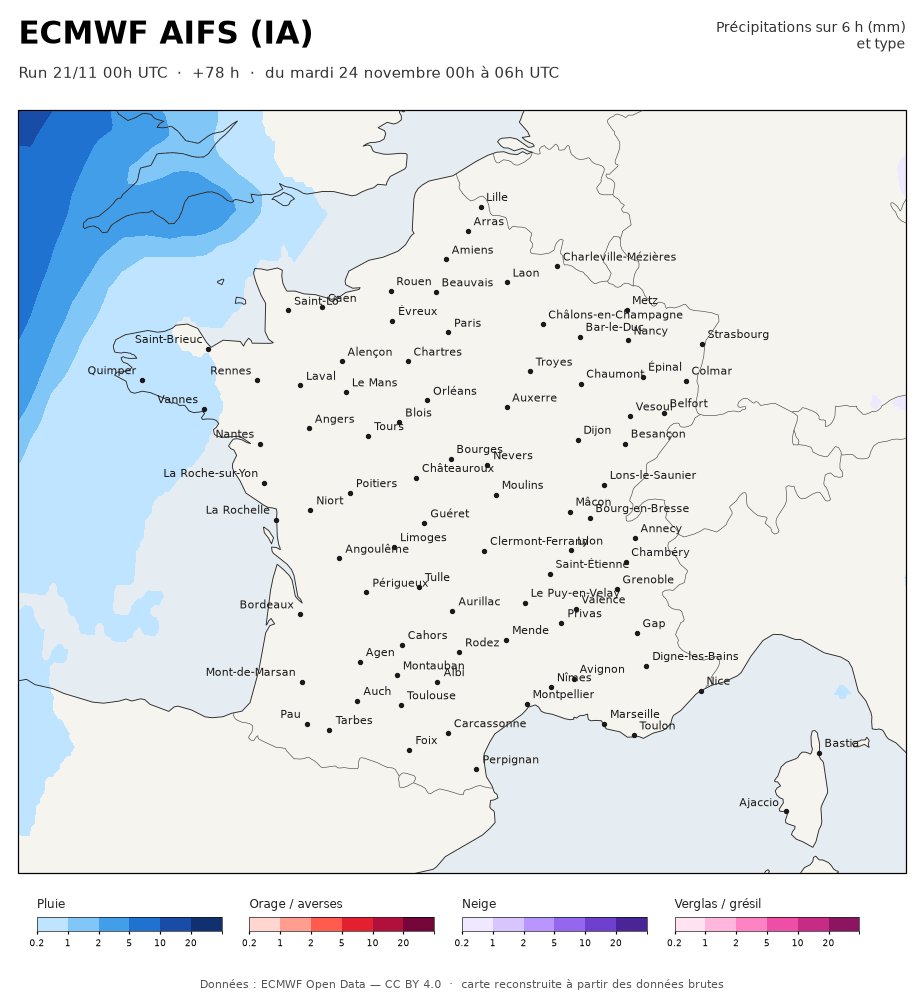 ECMWF AIFS (IA)
Précipitations sur 6 h (mm)
et type
Run 21/11 00h UTC · +78 h · du mardi 24 novembre 00h à 06h UTC
Lille
Arras
Amiens
Charleville-Mézières
Laon
Rouen
Beauvais
Saint-Lô
Caen
Metz
Évreux
Châlons-en-Champagne
Paris
Bar-le-Duc
Nancy
Saint-Brieuc
Strasbourg
Alençon
Chartres
Troyes
Quimper
Rennes
Laval
Le Mans
Chaumont
Épinal
Colmar
Orléans
Vannes
Auxerre
Vesoul
Belfort
Blois
Angers
Tours
Nantes
Dijon
Besançon
Bourges
Nevers
La Roche-sur-Yon
Châteauroux
Lons-le-Saunier
Poitiers
Moulins
Niort
Mâcon
La Rochelle
Bourg-en-Bresse
Guéret
Annecy
Limoges
Clermont-Ferrand
Lyon
Angoulême
Chambéry
Saint-Étienne
Périgueux
Tulle
Grenoble
Le Puy-en-Velay
Valence
Bordeaux
Aurillac
Privas
Mende
Gap
Cahors
Rodez
Agen
Digne-les-Bains
Mont-de-Marsan
Montauban
Albi
Avignon
Nîmes
Nice
Auch
Toulouse
Montpellier
Pau
Tarbes
Marseille
Toulon
Carcassonne
Foix
Bastia
Perpignan
Ajaccio
Pluie
Orage / averses
Neige
Verglas / grésil
0.2 1 2 5 10 20
0.2 1 2 5 10 20
0.2 1 2 5 10 20
0.2 1 2 5 10 20
Données : ECMWF Open Data — CC BY 4.0 · carte reconstruite à partir des données brutes